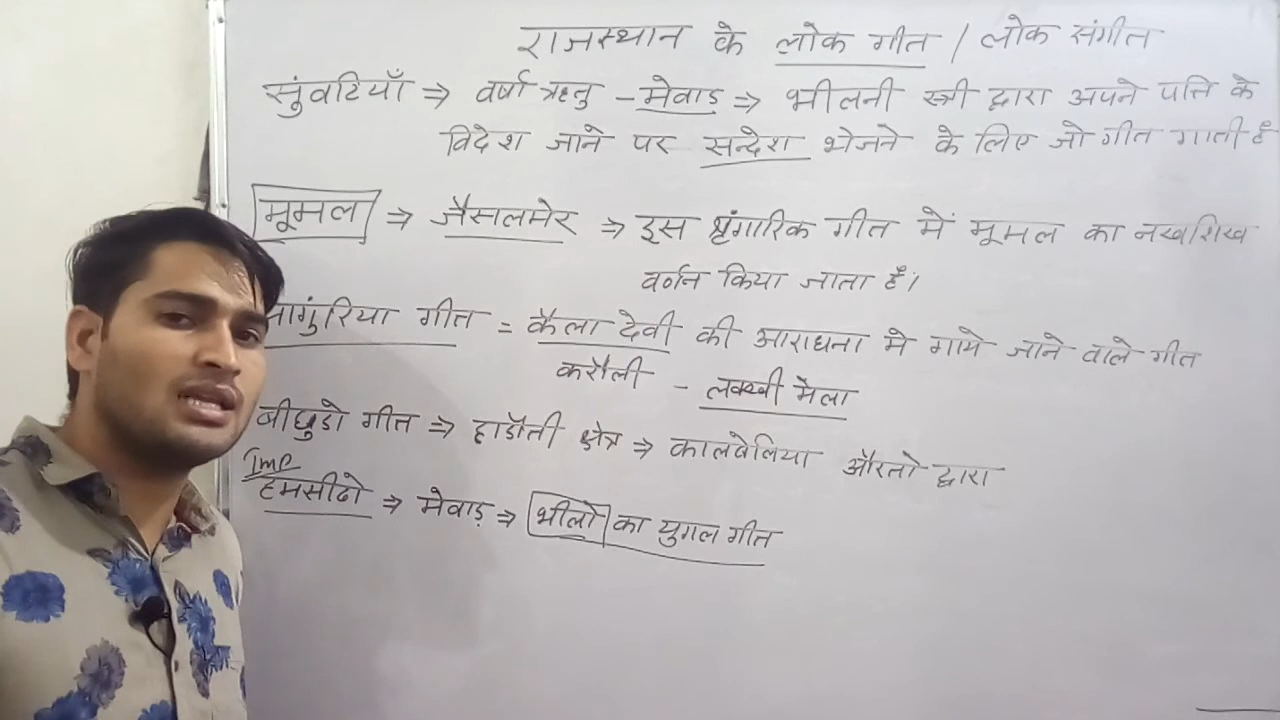 राजस्थान के लोक गीत / लोक संगीत
सुंवटियाँ ⇒ वर्षा ऋतु - मेवाड़ ⇒ भीलनी स्त्री द्वारा अपने पति के
विदेश जाने पर सन्देश भेजने के लिए जो गीत गाती है
मूमल ⇒ जैसलमेर ⇒ इस श्रृंगारिक गीत में मूमल का नखशिख
वर्णन किया जाता है।
गीत = कैला देवी की आराधना मे गाये जाने वाले गीत
करौली - लक्खी मेला
बीछुडो गीत ⇒ हाडौती क्षेत्र ⇒ कालबेलिया औरतो द्वारा
Imp
हमसीढो ⇒ मेवाड़ ⇒ भीलो का युगल गीत